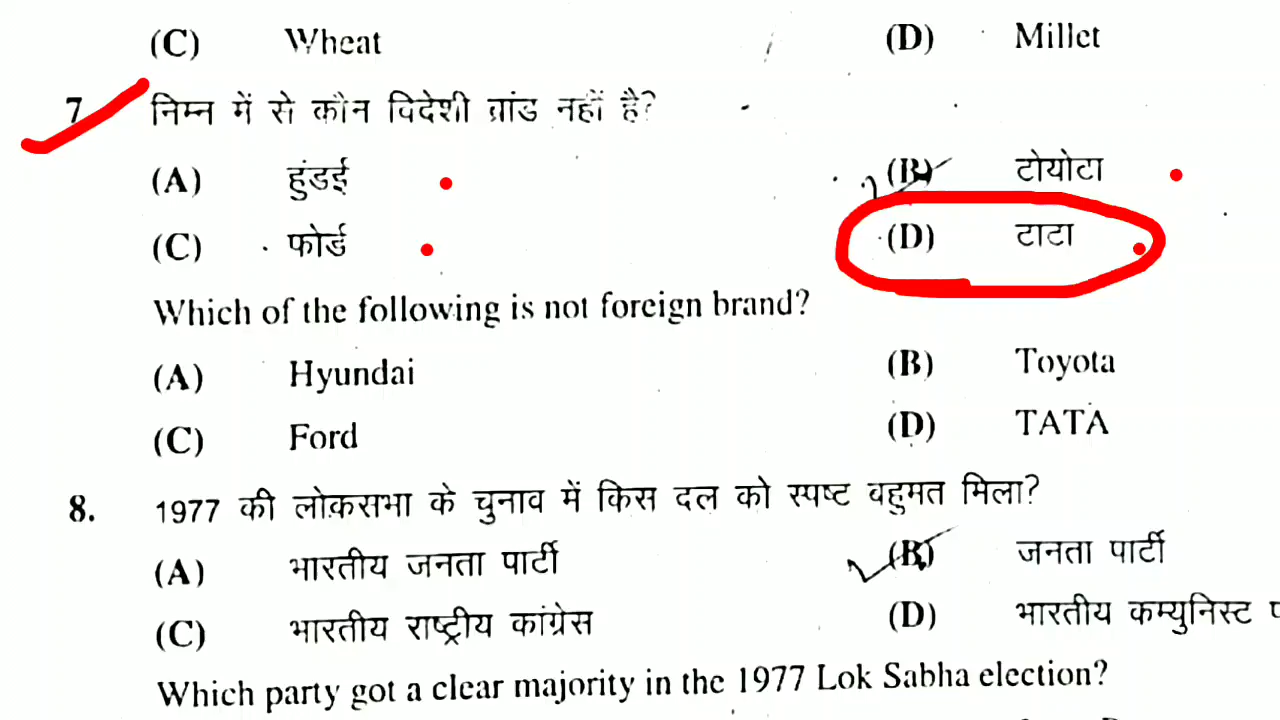 (C) Wheat (D) Millet
7 निम्न में से कौन विदेशी ब्रांड नहीं है?
(A) हुंडई (B) टोयोटा
(C) फोर्ड (D) टाटा
Which of the following is not foreign brand?
(A) Hyundai (B) Toyota
(C) Ford (D) TATA
8. 1977 की लोकसभा के चुनाव में किस दल को स्पष्ट बहुमत मिला?
(A) भारतीय जनता पार्टी (B) जनता पार्टी
(C) भारतीय राष्ट्रीय कांग्रेस (D) भारतीय कम्युनिस्ट
Which party got a clear majority in the 1977 Lok Sabha election?